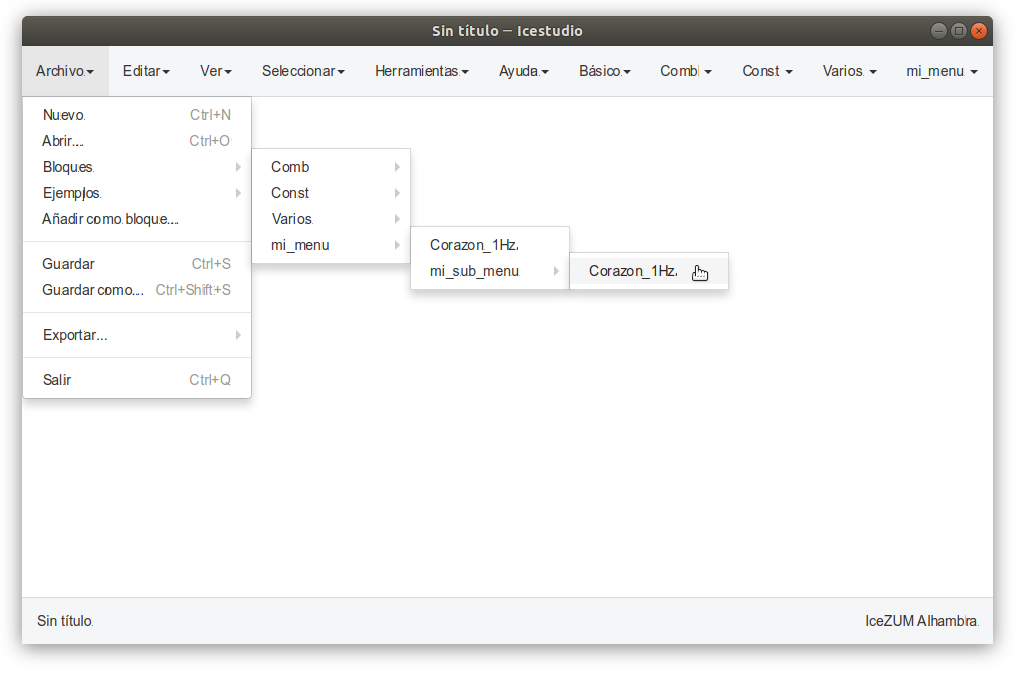 Sin título – Icestudio
Archivo Editar Ver Seleccionar Herramientas Ayuda Básico Comb Const Varios mi_menu
Nuevo Ctrl+N
Abrir... Ctrl+O
Bloques
Ejemplos
Añadir como bloque...
Guardar Ctrl+S
Guardar como... Ctrl+Shift+S
Exportar...
Salir Ctrl+Q
Comb
Const
Varios
mi_menu
Corazon_1Hz
mi_sub_menu
Corazon_1Hz
Sin título
IceZUM Alhambra